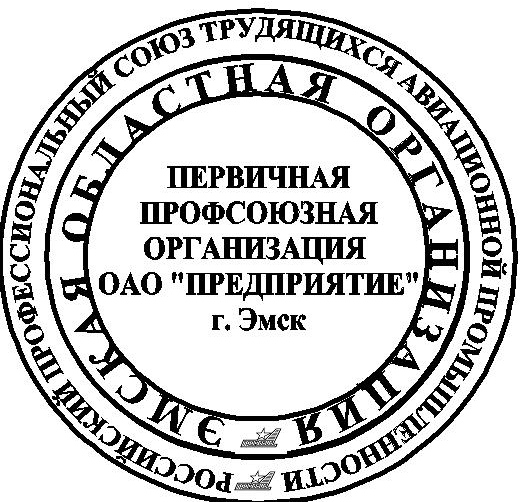 РОССИЙСКИЙ ПРОФЕССИОНАЛЬНЫЙ СОЮЗ ТРУДЯЩИХСЯ АВИАЦИОННОЙ ПРОМЫШЛЕННОСТИ
ЭМСКАЯ ОБЛАСТНАЯ ОРГАНИЗАЦИЯ
ПЕРВИЧНАЯ
ПРОФСОЮЗНАЯ
ОРГАНИЗАЦИЯ
ОАО "ПРЕДПРИЯТИЕ"
г. Эмск